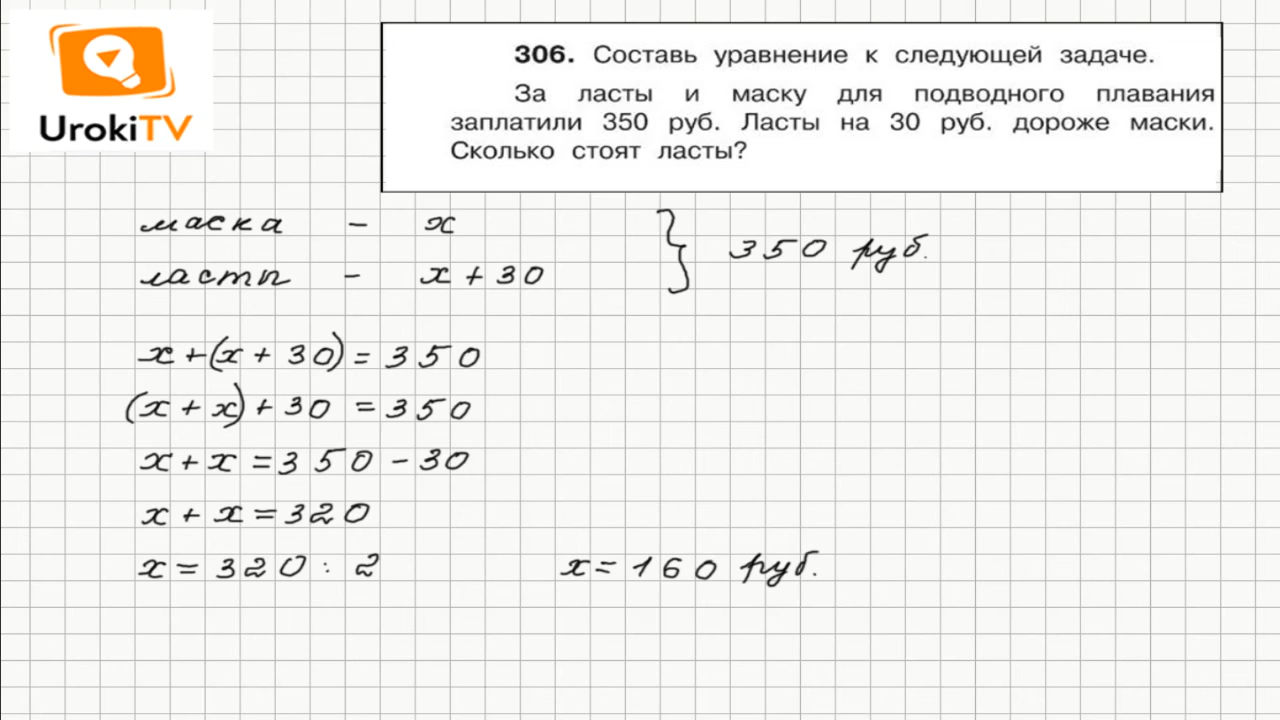 UrokiTV
306. Составь уравнение к следующей задаче.
За ласты и маску для подводного плавания
заплатили 350 руб. Ласты на 30 руб. дороже маски.
Сколько стоят ласты?
маска - x
ласты - x + 30
} 350 руб.
x + (x + 30) = 350
(x + x) + 30 = 350
x + x = 350 - 30
x + x = 320
x = 320 : 2 x = 160 руб.